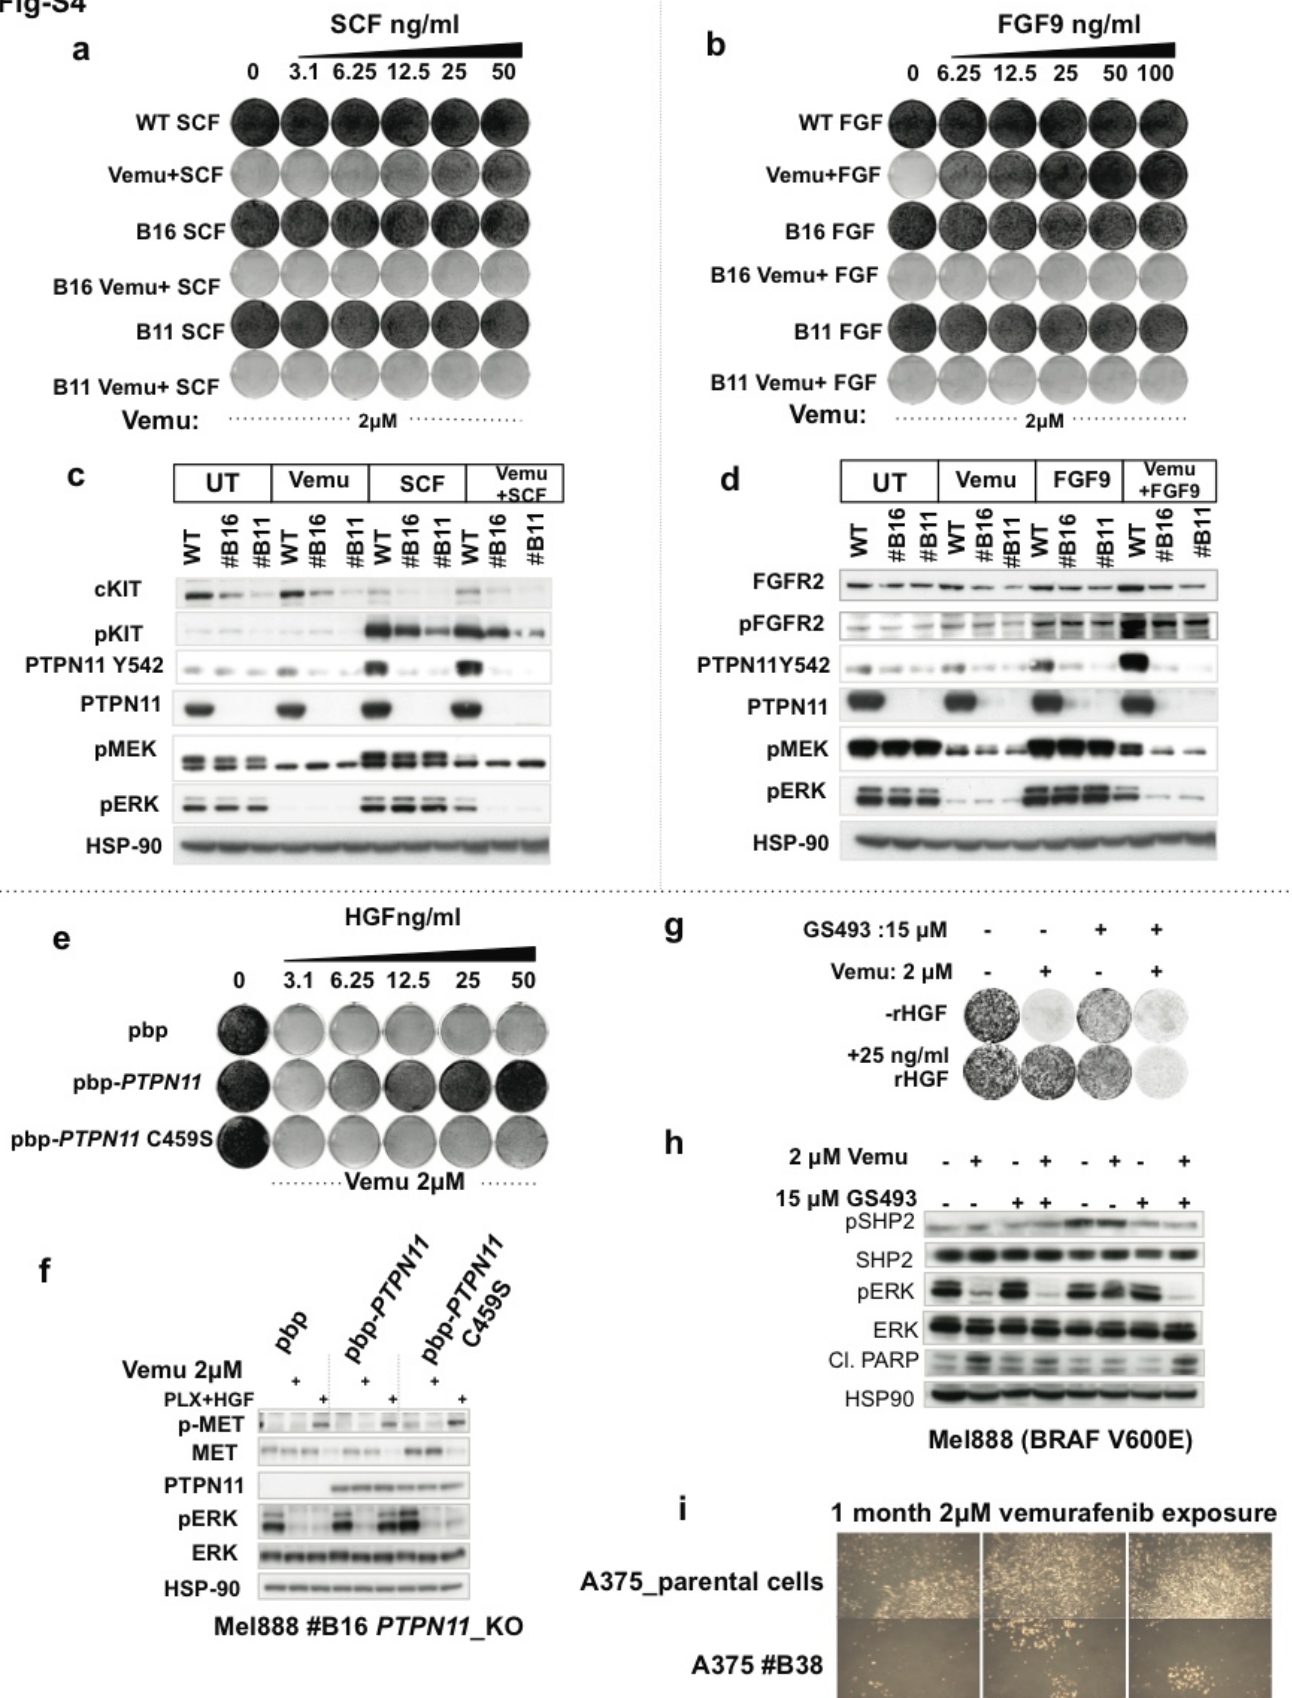 Fig-S4
a
SCF ng/ml
0 3.1 6.25 12.5 25 50
WT SCF
Vemu+SCF
B16 SCF
B16 Vemu+ SCF
B11 SCF
B11 Vemu+ SCF
Vemu: 2µM
b
FGF9 ng/ml
0 6.25 12.5 25 50 100
WT FGF
Vemu+FGF
B16 FGF
B16 Vemu+ FGF
B11 FGF
B11 Vemu+ FGF
Vemu: 2µM
c
UT Vemu SCF Vemu
+SCF
WT #B16 #B11 WT #B16 #B11 WT #B16 #B11 WT #B16 #B11
cKIT
pKIT
PTPN11 Y542
PTPN11
pMEK
pERK
HSP-90
d
UT Vemu FGF9 Vemu
+FGF9
WT #B16 #B11 WT #B16 #B11 WT #B16 #B11 WT #B16 #B11
FGFR2
pFGFR2
PTPN11Y542
PTPN11
pMEK
pERK
HSP-90
e
HGFng/ml
0 3.1 6.25 12.5 25 50
pbp
pbp-PTPN11
pbp-PTPN11 C459S
Vemu 2µM
f
pbp pbp-PTPN11 pbp-PTPN11
C459S
Vemu 2µM + + +
PLX+HGF + + +
p-MET
MET
PTPN11
pERK
ERK
HSP-90
Mel888 #B16 PTPN11_KO
g
GS493 :15 µM - - + +
Vemu: 2 µM - + - +
-rHGF
+25 ng/ml
rHGF
h
2 µM Vemu - + - + - + - +
15 µM GS493 - - + + - - + +
pSHP2
SHP2
pERK
ERK
Cl. PARP
HSP90
Mel888 (BRAF V600E)
i
1 month 2µM vemurafenib exposure
A375_parental cells
A375 #B38